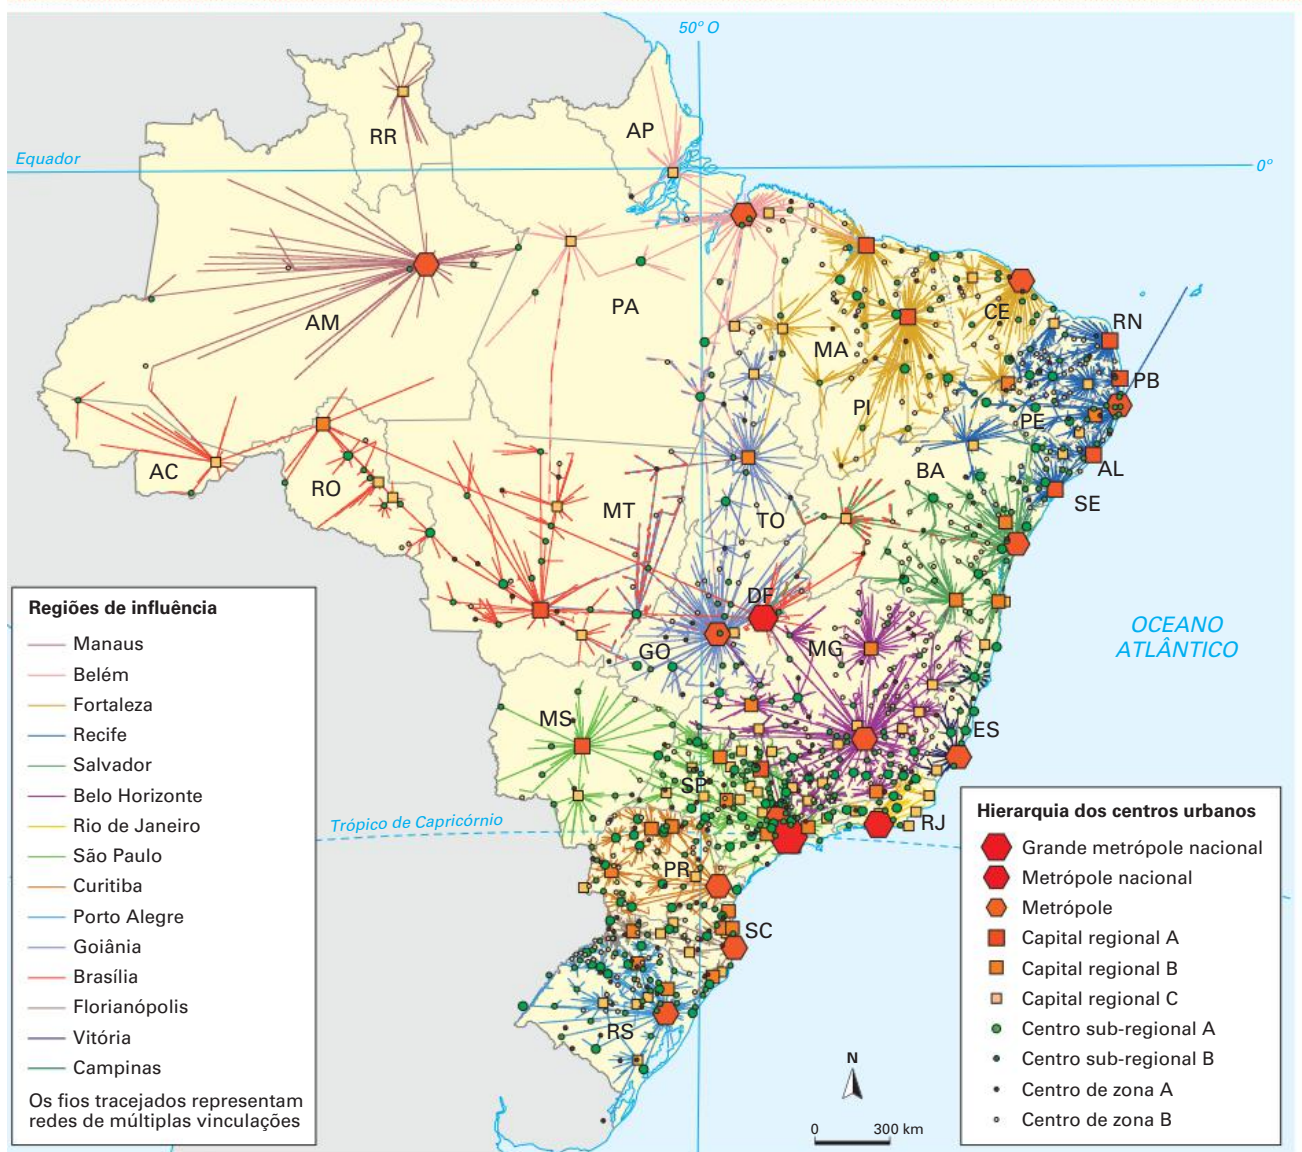 50º O
RR
AP
Equador
0º
AM
PA
MA
CE
RN
PB
PI
PE
AC
RO
MT
TO
BA
AL
SE
DF
GO
MG
OCEANO
ATLÂNTICO
MS
ES
SP
Trópico de Capricórnio
RJ
PR
SC
RS
Regiões de influência
Manaus
Belém
Fortaleza
Recife
Salvador
Belo Horizonte
Rio de Janeiro
São Paulo
Curitiba
Porto Alegre
Goiânia
Brasília
Florianópolis
Vitória
Campinas
Os fios tracejados representam
redes de múltiplas vinculações
Hierarquia dos centros urbanos
Grande metrópole nacional
Metrópole nacional
Metrópole
Capital regional A
Capital regional B
Capital regional C
Centro sub-regional A
Centro sub-regional B
Centro de zona A
Centro de zona B
N
0 300 km